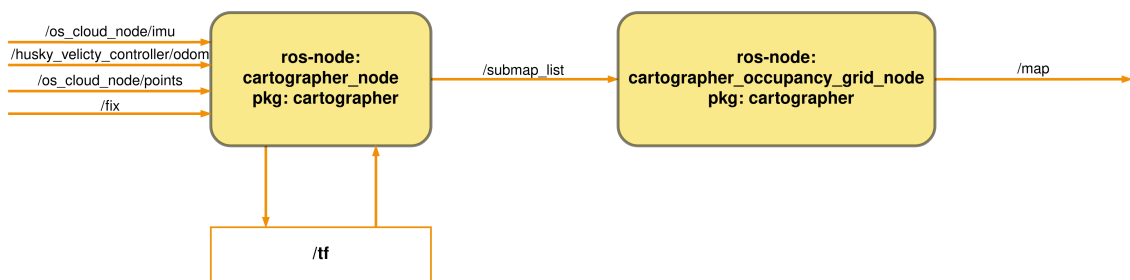 /os_cloud_node/imu
/husky_velicty_controller/odom
/os_cloud_node/points
/fix
ros-node:
cartographer_node
pkg: cartographer
/submap_list
ros-node:
cartographer_occupancy_grid_node
pkg: cartographer
/map
/tf